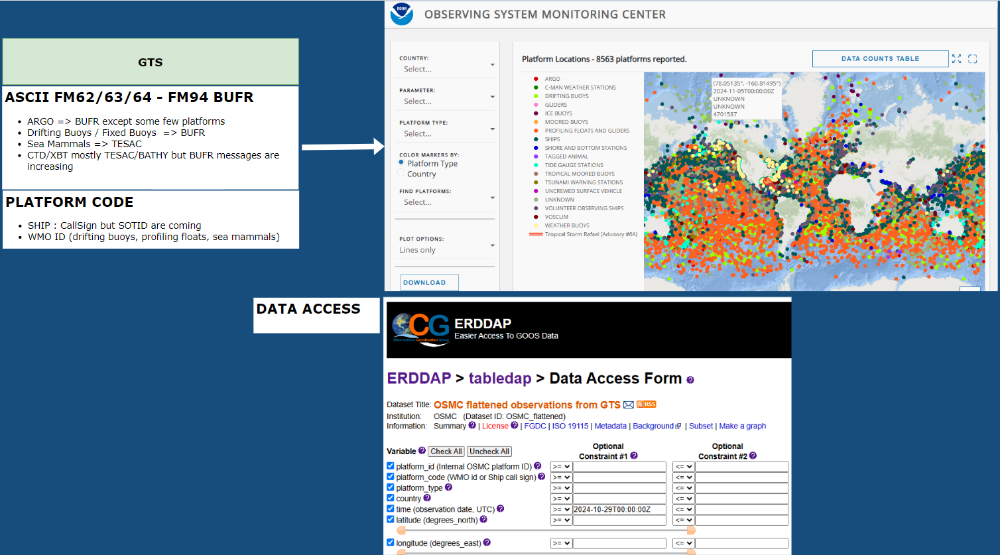 GTS
ASCII FM62/63/64 - FM94 BUFR
• ARGO => BUFR except some few platforms
• Drifting Buoys / Fixed Buoys => BUFR
• Sea Mammals => TESAC
• CTD/XBT mostly TESAC/BATHY but BUFR messages are
increasing
PLATFORM CODE
• SHIP : CallSign but SOTID are coming
• WMO ID (drifting buoys, profiling floats, sea mammals)
NOAA
OBSERVING SYSTEM MONITORING CENTER
COUNTRY:
Select...
PARAMETER:
Select...
PLATFORM TYPE:
Select...
COLOR MARKERS BY:
Platform Type
Country
FIND PLATFORMS:
Select...
PLOT OPTIONS:
Lines only
DOWNLOAD
Platform Locations - 8563 platforms reported.
DATA COUNTS TABLE
ARGO
C-MAN WEATHER STATIONS
DRIFTING BUOYS
GLIDERS
ICE BUOYS
MOORED BUOYS
PROFILING FLOATS AND GLIDERS
SHIPS
SHORE AND BOTTOM STATIONS
TAGGED ANIMAL
TIDE GAUGE STATIONS
TROPICAL MOORED BUOYS
TSUNAMI WARNING STATIONS
UNCREWED SURFACE VEHICLE
UNKNOWN
VOLUNTEER OBSERVING SHIPS
VOSCLIM
WEATHER BUOYS
Tropical Storm Rafael (Advisory #6A)
(78.05135°, -160.81495°)
2024-11-05T00:00:00Z
UNKNOWN
UNKNOWN
4701587
DATA ACCESS
OCG
Observations Coordination Group
ERDDAP
Easier Access To GOOS Data
ERDDAP > tabledap > Data Access Form ?
Dataset Title: OSMC flattened observations from GTS RSS
Institution: OSMC (Dataset ID: OSMC_flattened)
Information: Summary ? | License ? | FGDC | ISO 19115 | Metadata | Background | Subset | Make a graph
Variable ? Check All Uncheck All
Optional
Constraint #1 ?
Optional
Constraint #2 ?
platform_id (Internal OSMC platform ID) ? >= <=
platform_code (WMO id or Ship call sign) ? >= <=
platform_type ? >= <=
country ? >= <=
time (observation date, UTC) ? >= 2024-10-29T00:00:00Z <=
latitude (degrees_north) ? >= <=
longitude (degrees_east) ? >= <=